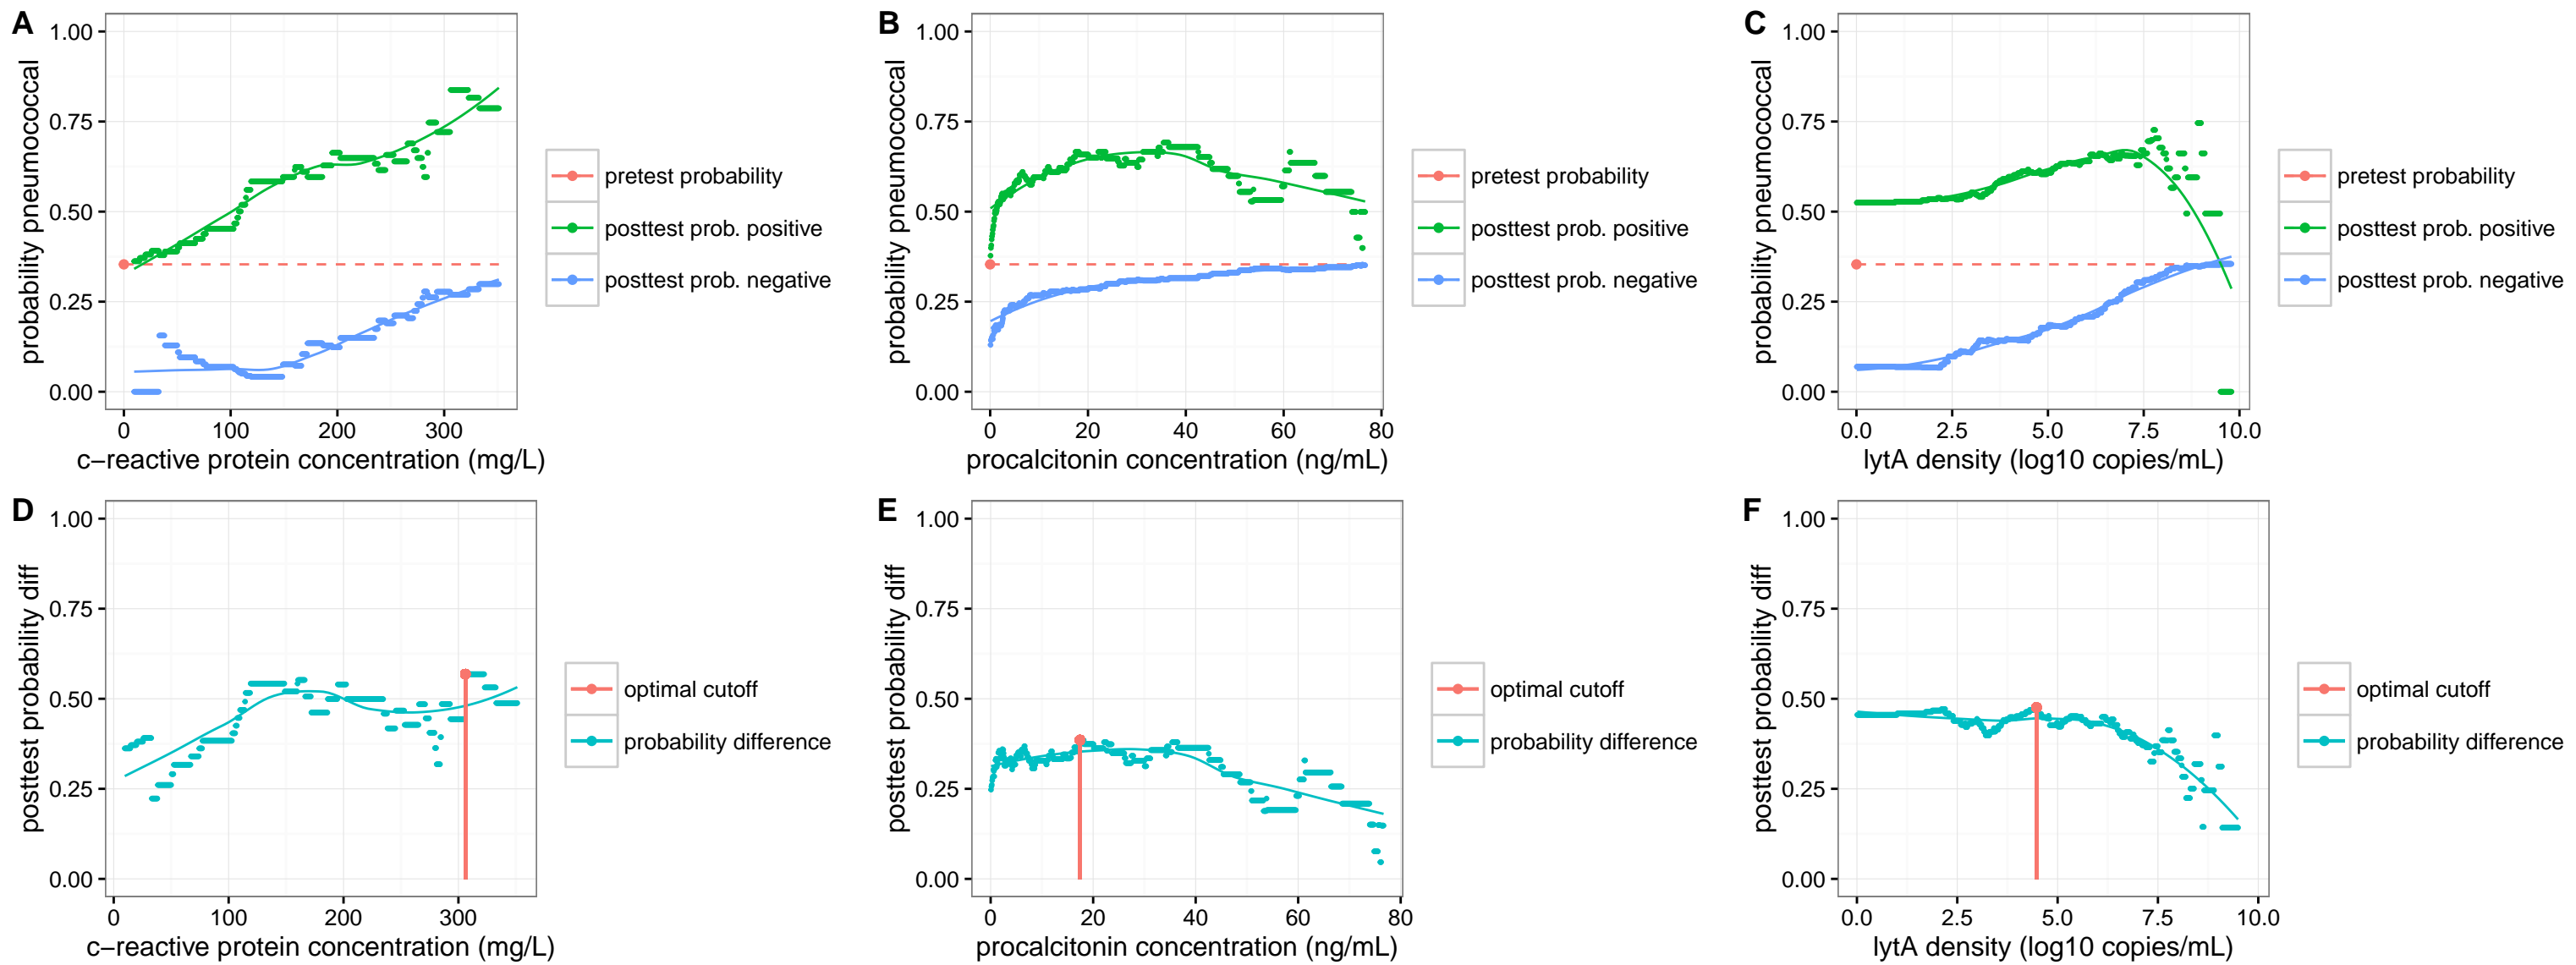 A
1.00
0.75
0.50
0.25
0.00
probability pneumococcal
0 100 200 300
c−reactive protein concentration (mg/L)
pretest probability
posttest prob. positive
posttest prob. negative
B
1.00
0.75
0.50
0.25
0.00
probability pneumococcal
0 20 40 60 80
procalcitonin concentration (ng/mL)
pretest probability
posttest prob. positive
posttest prob. negative
C
1.00
0.75
0.50
0.25
0.00
probability pneumococcal
0.0 2.5 5.0 7.5 10.0
lytA density (log10 copies/mL)
pretest probability
posttest prob. positive
posttest prob. negative
D
1.00
0.75
0.50
0.25
0.00
posttest probability diff
0 100 200 300
c−reactive protein concentration (mg/L)
optimal cutoff
probability difference
E
1.00
0.75
0.50
0.25
0.00
posttest probability diff
0 20 40 60 80
procalcitonin concentration (ng/mL)
optimal cutoff
probability difference
F
1.00
0.75
0.50
0.25
0.00
posttest probability diff
0.0 2.5 5.0 7.5 10.0
lytA density (log10 copies/mL)
optimal cutoff
probability difference